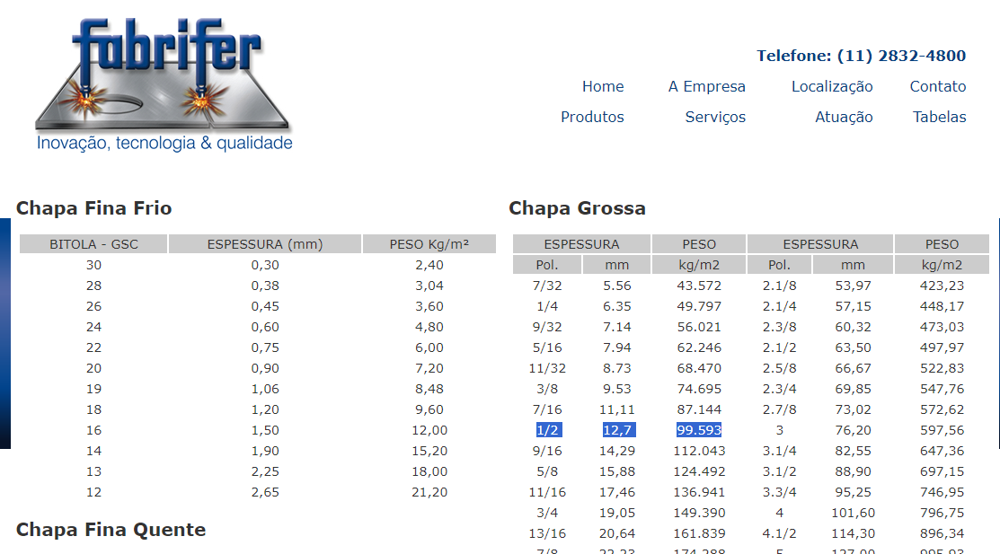 fabrifer
Inovação, tecnologia & qualidade
Telefone: (11) 2832-4800
Home A Empresa Localização Contato
Produtos Serviços Atuação Tabelas
Chapa Fina Frio
BITOLA - GSC ESPESSURA (mm) PESO Kg/m²
30 0,30 2,40
28 0,38 3,04
26 0,45 3,60
24 0,60 4,80
22 0,75 6,00
20 0,90 7,20
19 1,06 8,48
18 1,20 9,60
16 1,50 12,00
14 1,90 15,20
13 2,25 18,00
12 2,65 21,20
Chapa Fina Quente
Chapa Grossa
ESPESSURA PESO ESPESSURA PESO
Pol. mm kg/m2 Pol. mm kg/m2
7/32 5.56 43.572 2.1/8 53,97 423,23
1/4 6.35 49.797 2.1/4 57,15 448,17
9/32 7.14 56.021 2.3/8 60,32 473,03
5/16 7.94 62.246 2.1/2 63,50 497,97
11/32 8.73 68.470 2.5/8 66,67 522,83
3/8 9.53 74.695 2.3/4 69,85 547,76
7/16 11,11 87.144 2.7/8 73,02 572,62
1/2 12,7 99.593 3 76,20 597,56
9/16 14,29 112.043 3.1/4 82,55 647,36
5/8 15,88 124.492 3.1/2 88,90 697,15
11/16 17,46 136.941 3.3/4 95,25 746,95
3/4 19,05 149.390 4 101,60 796,75
13/16 20,64 161.839 4.1/2 114,30 896,34
7/8 22,23 174.288 5 127,00 995,93